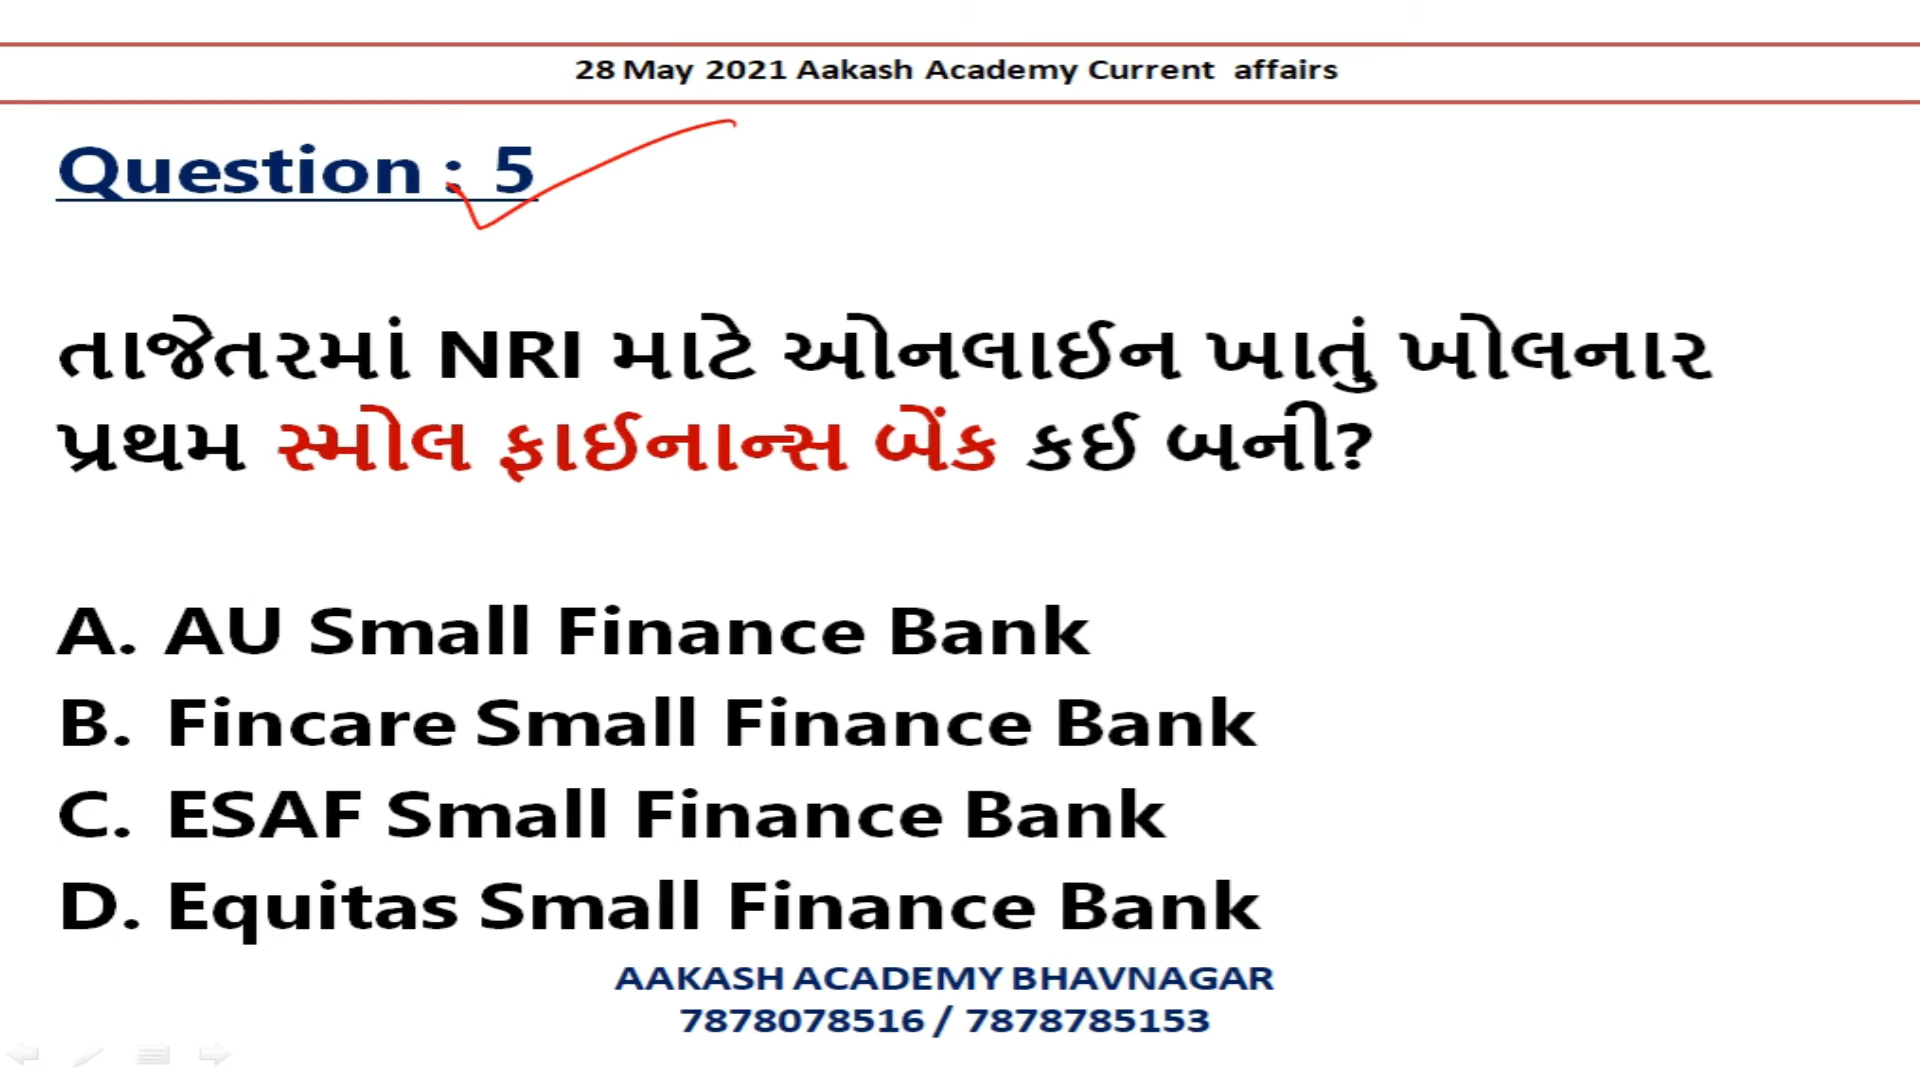 28 May 2021 Aakash Academy Current affairs
Question : 5
તાજેતરમાં NRI માટે ઓનલાઈન ખાતું ખોલનાર
પ્રથમ સ્મોલ ફાઈનાન્સ બેંક કઈ બની?
A. AU Small Finance Bank
B. Fincare Small Finance Bank
C. ESAF Small Finance Bank
D. Equitas Small Finance Bank
AAKASH ACADEMY BHAVNAGAR
7878078516 / 7878785153